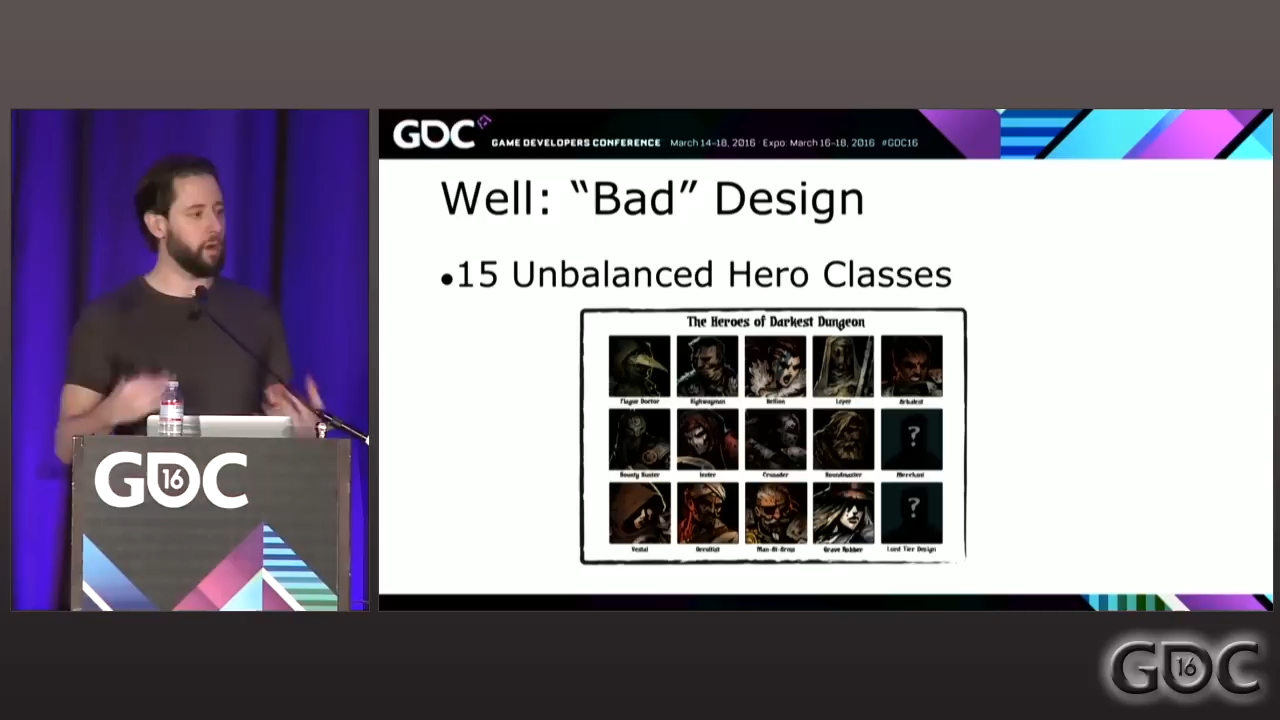 GDC
GAME DEVELOPERS CONFERENCE March 14-18, 2016 · Expo: March 16-18, 2016 #GDC16
Well: “Bad” Design
•15 Unbalanced Hero Classes
The Heroes of Darkest Dungeon
Plague Doctor Highwayman Hellion Leper Arbalest
?
Bounty Hunter Jester Crusader Houndmaster Merchant
?
Vestal Occultist Man-At-Arms Grave Robber Lord Tier Design
GDC
16
GDC
16